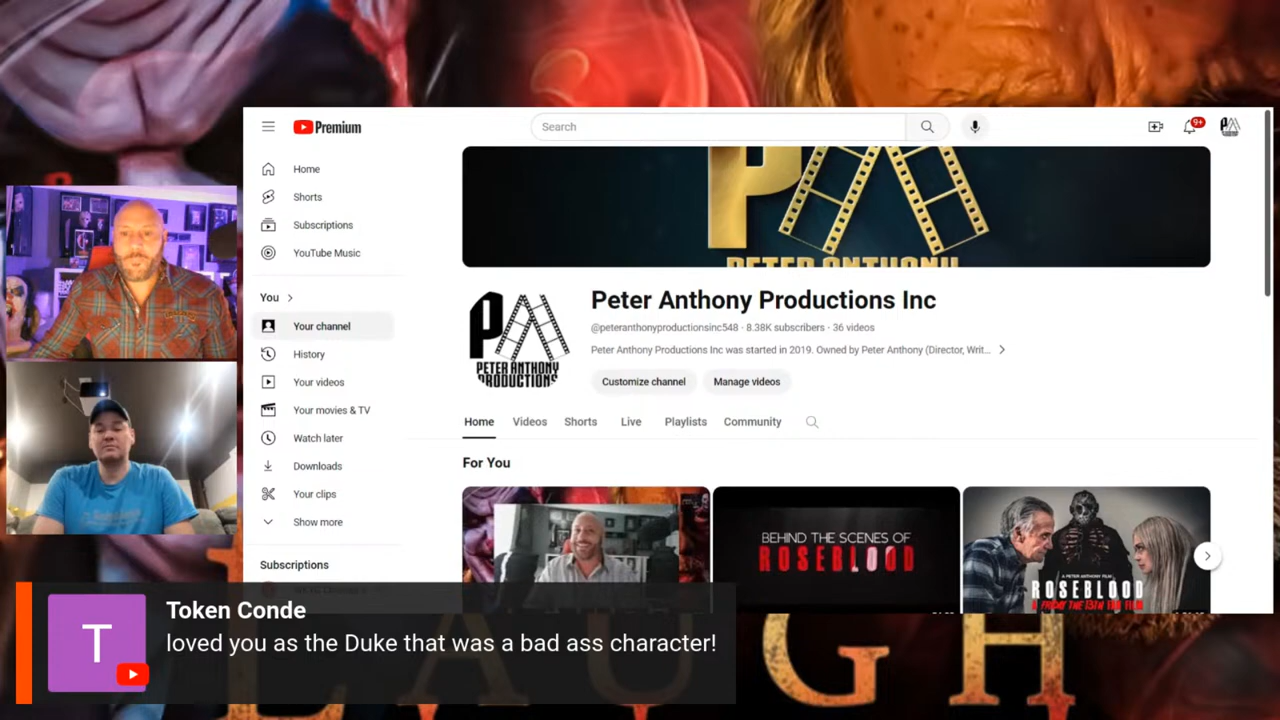 Premium
Search
9+
Home
Shorts
Subscriptions
YouTube Music
You
Your channel
History
Your videos
Your movies & TV
Watch later
Downloads
Your clips
Show more
Subscriptions
PETER ANTHONY
PETER ANTHONY
PRODUCTIONS
Peter Anthony Productions Inc
@peteranthonyproductionsinc548 · 8.38K subscribers · 36 videos
Peter Anthony Productions Inc was started in 2019. Owned by Peter Anthony (Director, Writ...
Customize channel
Manage videos
Home Videos Shorts Live Playlists Community
For You
BEHIND THE SCENES OF
ROSEBLOOD
A PETER ANTHONY FILM
ROSEBLOOD
A FRIDAY THE 13TH FAN FILM
T
Token Conde
loved you as the Duke that was a bad ass character!
LAUGH